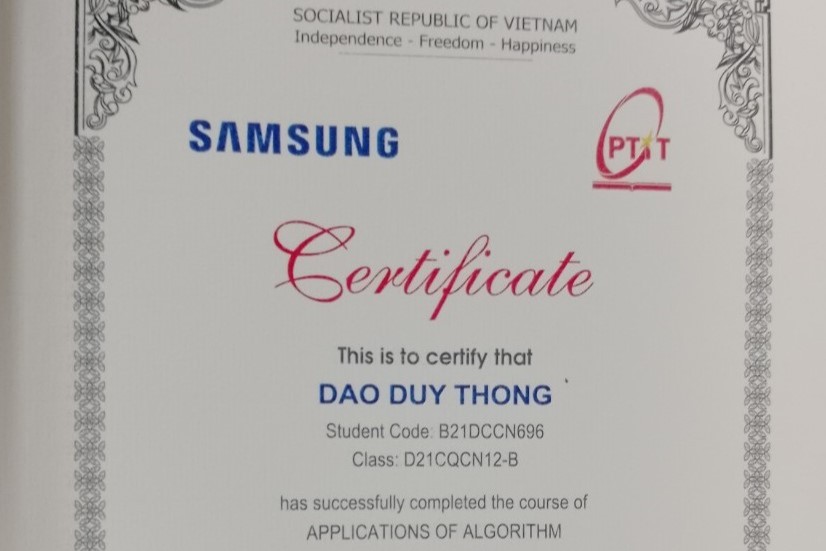 SOCIALIST REPUBLIC OF VIETNAM
Independence - Freedom - Happiness
SAMSUNG
PTIT
Certificate
This is to certify that
DAO DUY THONG
Student Code: B21DCCN696
Class: D21CQCN12-B
has successfully completed the course of
APPLICATIONS OF ALGORITHM